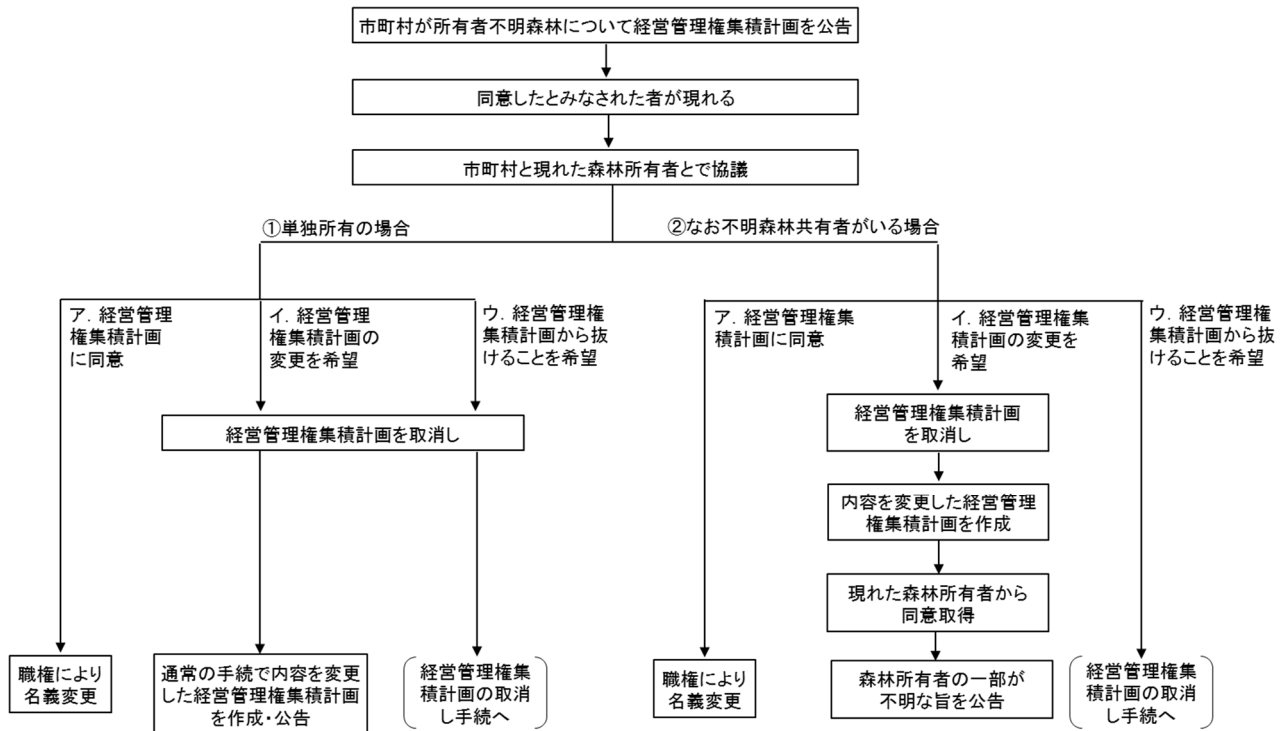 市町村が所有者不明森林について経営管理権集積計画を公告
同意したとみなされた者が現れる
市町村と現れた森林所有者とで協議
①単独所有の場合
②なお不明森林共有者がいる場合
ア．経営管理
権集積計画
に同意
イ．経営管理
権集積計画の
変更を希望
ウ．経営管理権
集積計画から抜
けることを希望
経営管理権集積計画を取消し
職権により
名義変更
通常の手続で内容を変更
した経営管理権集積計画
を作成・公告
経営管理権集
積計画の取消
し手続へ
ア．経営管理権集
積計画に同意
イ．経営管理権集
積計画の変更を
希望
ウ．経営管理権
集積計画から抜
けることを希望
経営管理権集積計画
を取消し
内容を変更した経営管理
権集積計画を作成
現れた森林所有者から
同意取得
職権により
名義変更
森林所有者の一部が
不明な旨を公告
経営管理権集
積計画の取消
し手続へ